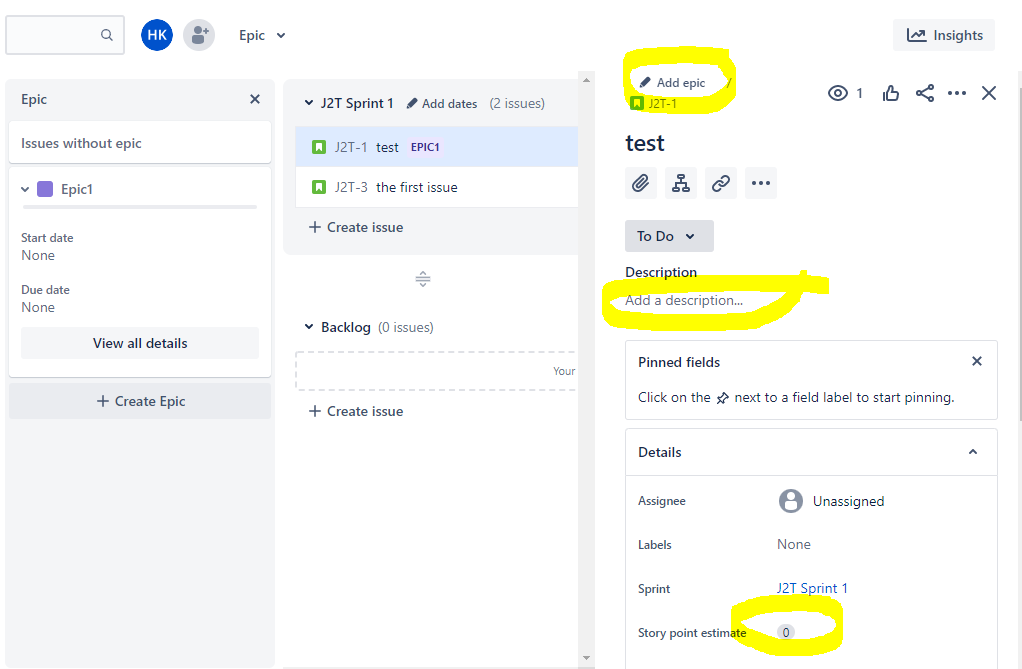 HK
Epic
Insights
Epic
Issues without epic
Epic1
Start date
None
Due date
None
View all details
Create Epic
J2T Sprint 1 Add dates (2 issues)
J2T-1 test EPIC1
J2T-3 the first issue
Create issue
Backlog (0 issues)
Your
Create issue
Add epic /
J2T-1
1
test
To Do
Description
Add a description...
Pinned fields
Click on the next to a field label to start pinning.
Details
Assignee Unassigned
Labels None
Sprint J2T Sprint 1
Story point estimate 0